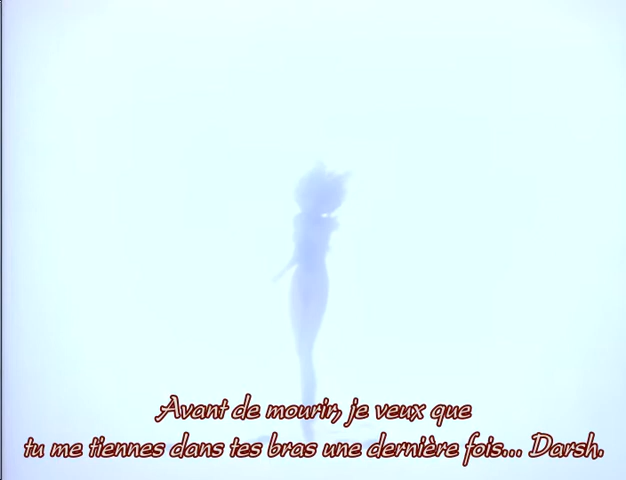 Avant de mourir, je veux que
tu me tiennes dans tes bras une dernière fois... Darsh.